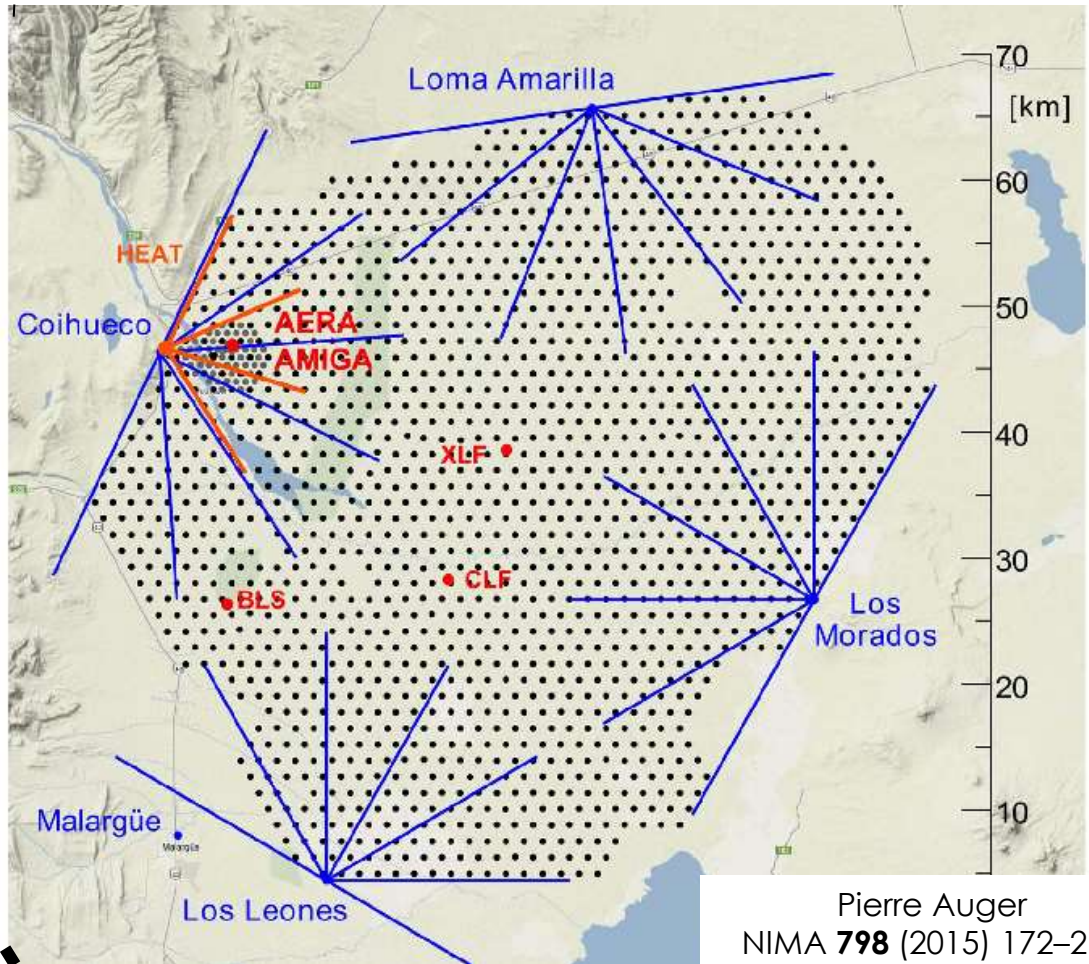 Loma Amarilla
70
[km]
60
HEAT
50
Coihueco
AERA
AMIGA
40
XLF
30
CLF
BLS
Los
Morados
20
10
Malargüe
Malargüe
Los Leones
Pierre Auger
NIMA 798 (2015) 172–2